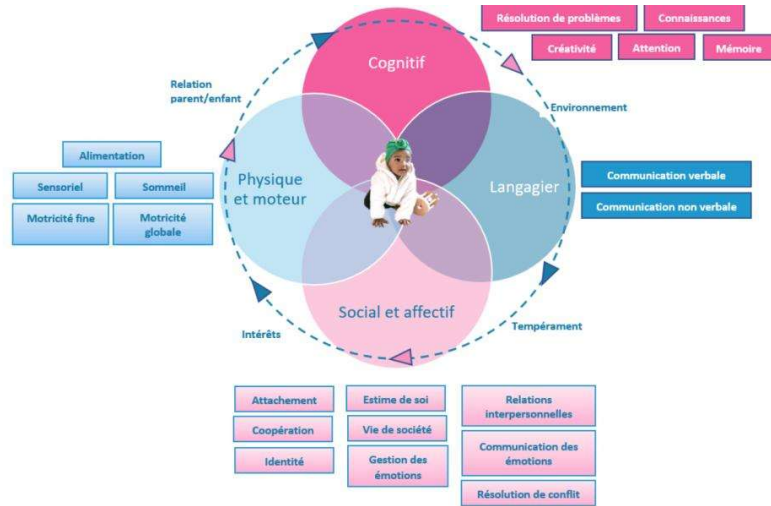 Résolution de problèmes
Connaissances
Créativité
Attention
Mémoire
Cognitif
Relation
parent/enfant
Environnement
Alimentation
Sensoriel
Sommeil
Motricité fine
Motricité
globale
Physique
et moteur
Langagier
Communication verbale
Communication non verbale
Social et affectif
Intérêts
Tempérament
Attachement
Estime de soi
Relations
interpersonnelles
Coopération
Vie de société
Communication des
émotions
Identité
Gestion des
émotions
Résolution de conflit